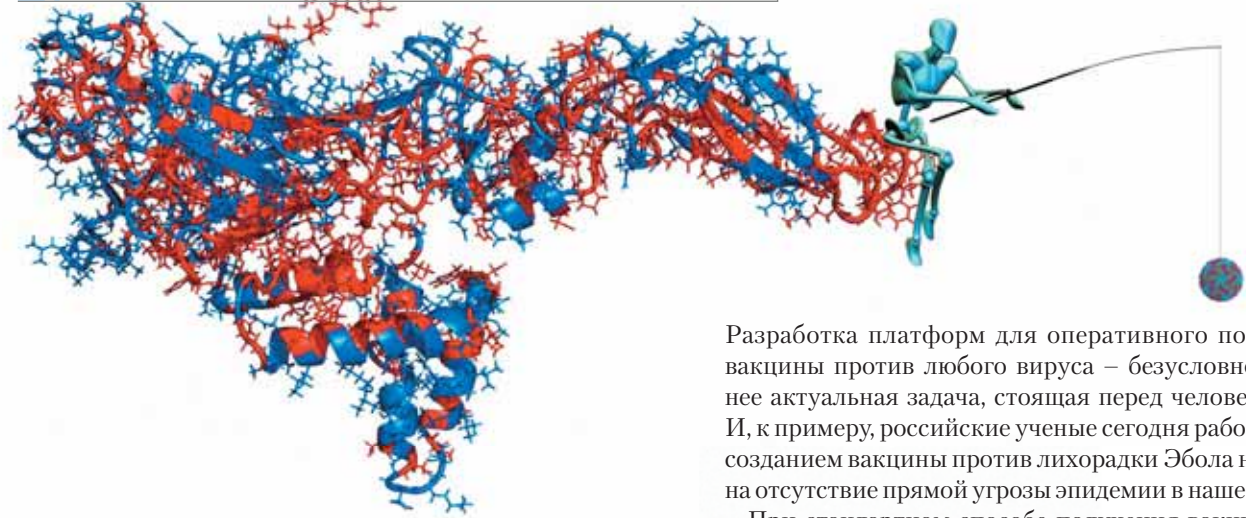 Разработка платформ для оперативного по
вакцины против любого вируса – безусловно
нее актуальная задача, стоящая перед челове
И, к примеру, российские ученые сегодня рабо
созданием вакцины против лихорадки Эбола н
на отсутствие прямой угрозы эпидемии в наше